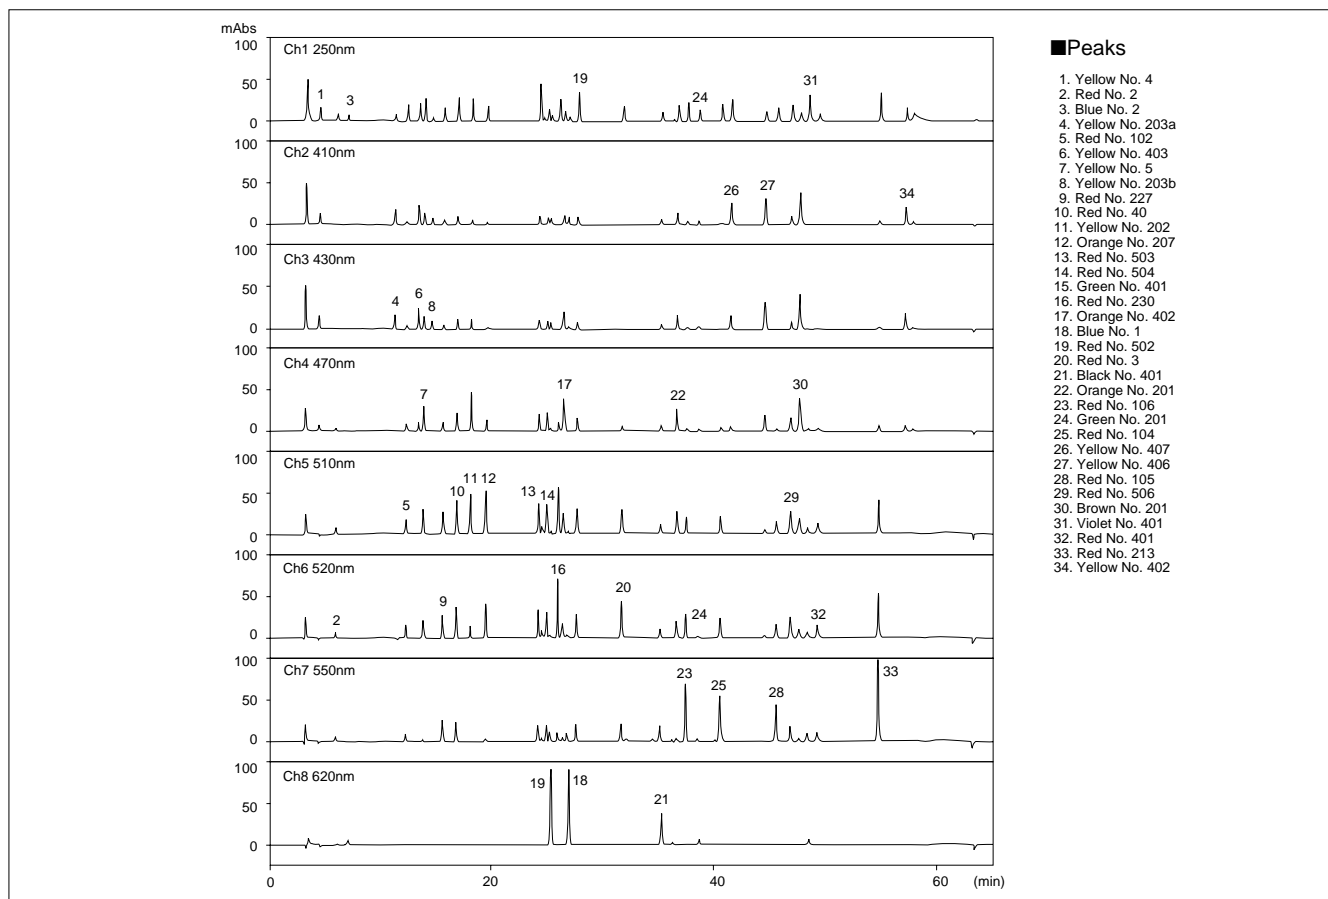 mAbs
100
50
0
Ch1 250nm
1
3
19
24
31
100
50
0
Ch2 410nm
26
27
34
100
50
0
Ch3 430nm
4
6
8
100
50
0
Ch4 470nm
7
17
22
30
100
50
0
Ch5 510nm
5
10
11 12
13
14
29
100
50
0
Ch6 520nm
2
9
16
20
24
32
100
50
0
Ch7 550nm
23
25
28
33
100
50
0
Ch8 620nm
19
18
21
0 20 40 60 (min)
■Peaks
1. Yellow No. 4
2. Red No. 2
3. Blue No. 2
4. Yellow No. 203a
5. Red No. 102
6. Yellow No. 403
7. Yellow No. 5
8. Yellow No. 203b
9. Red No. 227
10. Red No. 40
11. Yellow No. 202
12. Orange No. 207
13. Red No. 503
14. Red No. 504
15. Green No. 401
16. Red No. 230
17. Orange No. 402
18. Blue No. 1
19. Red No. 502
20. Red No. 3
21. Black No. 401
22. Orange No. 201
23. Red No. 106
24. Green No. 201
25. Red No. 104
26. Yellow No. 407
27. Yellow No. 406
28. Red No. 105
29. Red No. 506
30. Brown No. 201
31. Violet No. 401
32. Red No. 401
33. Red No. 213
34. Yellow No. 402